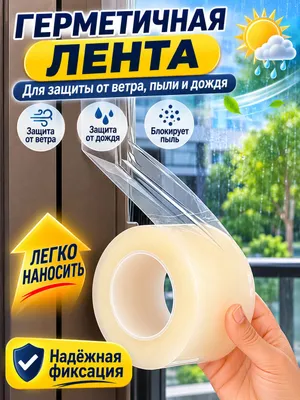 ГЕРМЕТИЧНАЯ
ЛЕНТА
Для защиты от ветра, пыли и дождя
Защита
от ветра
Защита
от дождя
Блокирует
пыль
ЛЕГКО
НАНОСИТЬ
Надёжная
фиксация